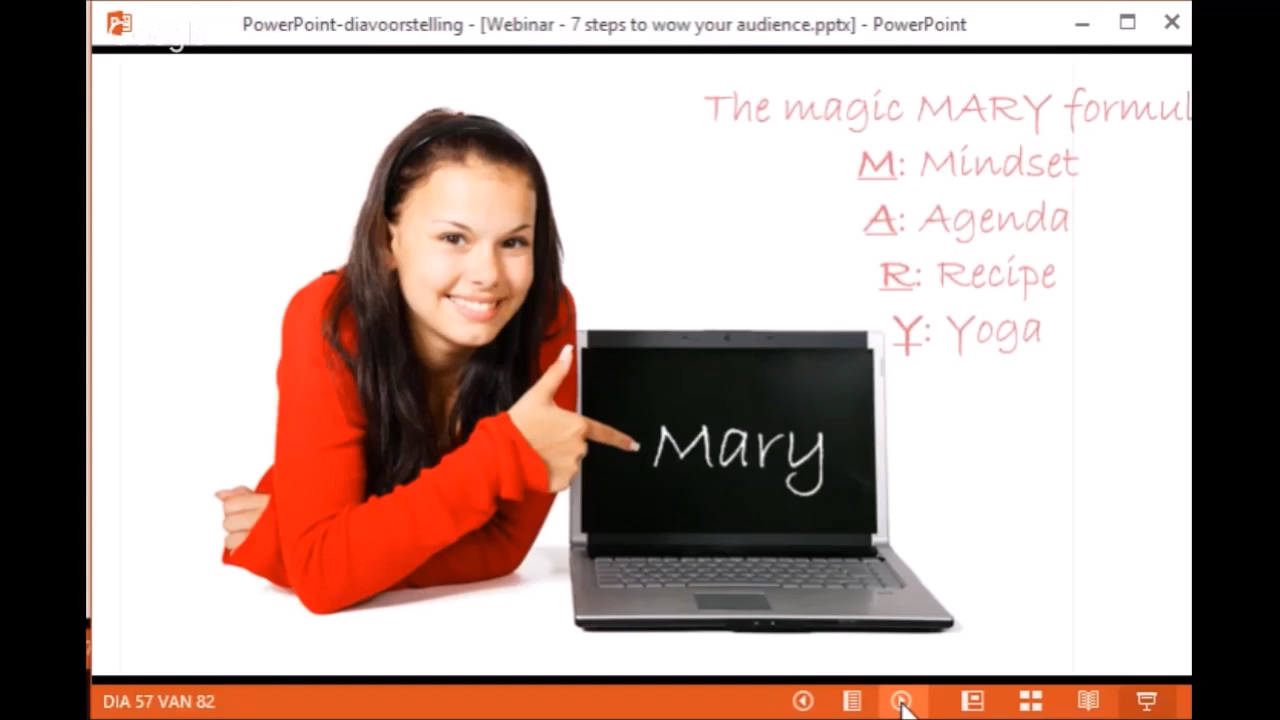 PowerPoint-diavoorstelling - [Webinar - 7 steps to wow your audience.pptx] - PowerPoint
The magic MARY formul
M: Mindset
A: Agenda
R: Recipe
Y: Yoga
Mary
DIA 57 VAN 82